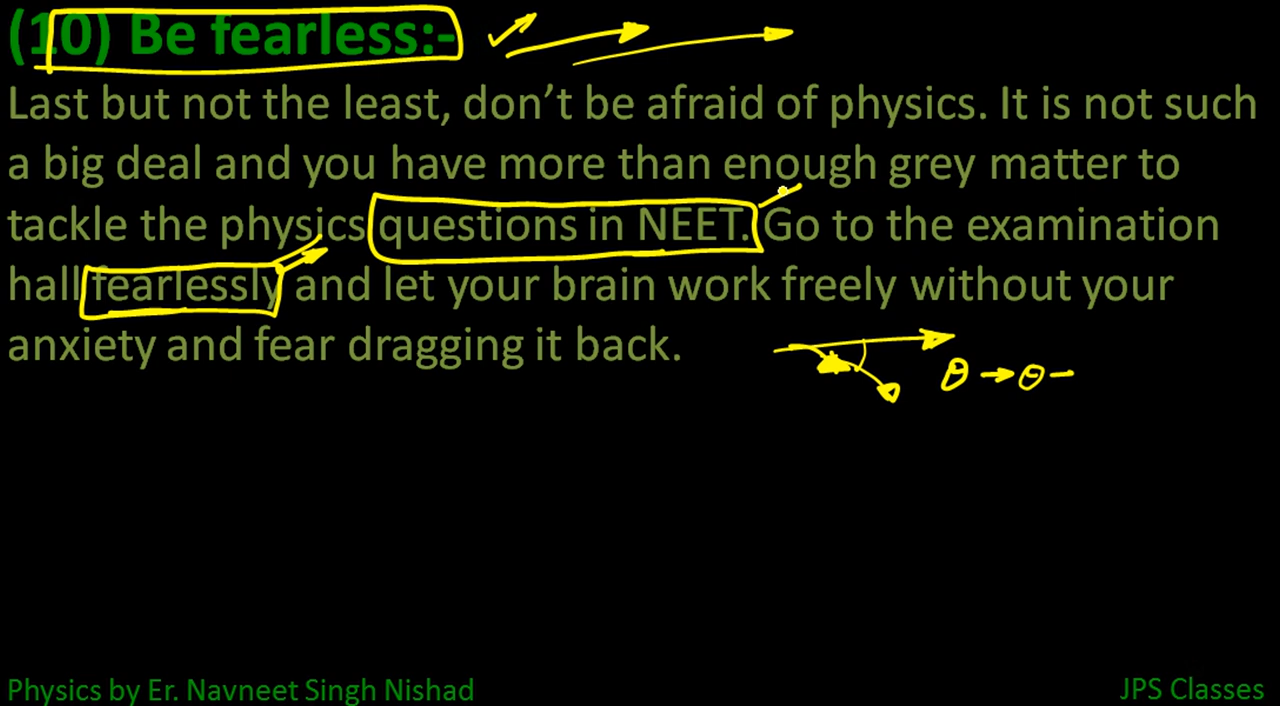 (10) Be fearless:-
Last but not the least, don't be afraid of physics. It is not such
a big deal and you have more than enough grey matter to
tackle the physics questions in NEET. Go to the examination
hall fearlessly and let your brain work freely without your
anxiety and fear dragging it back.
θ → θ –
Physics by Er. Navneet Singh Nishad
JPS Classes